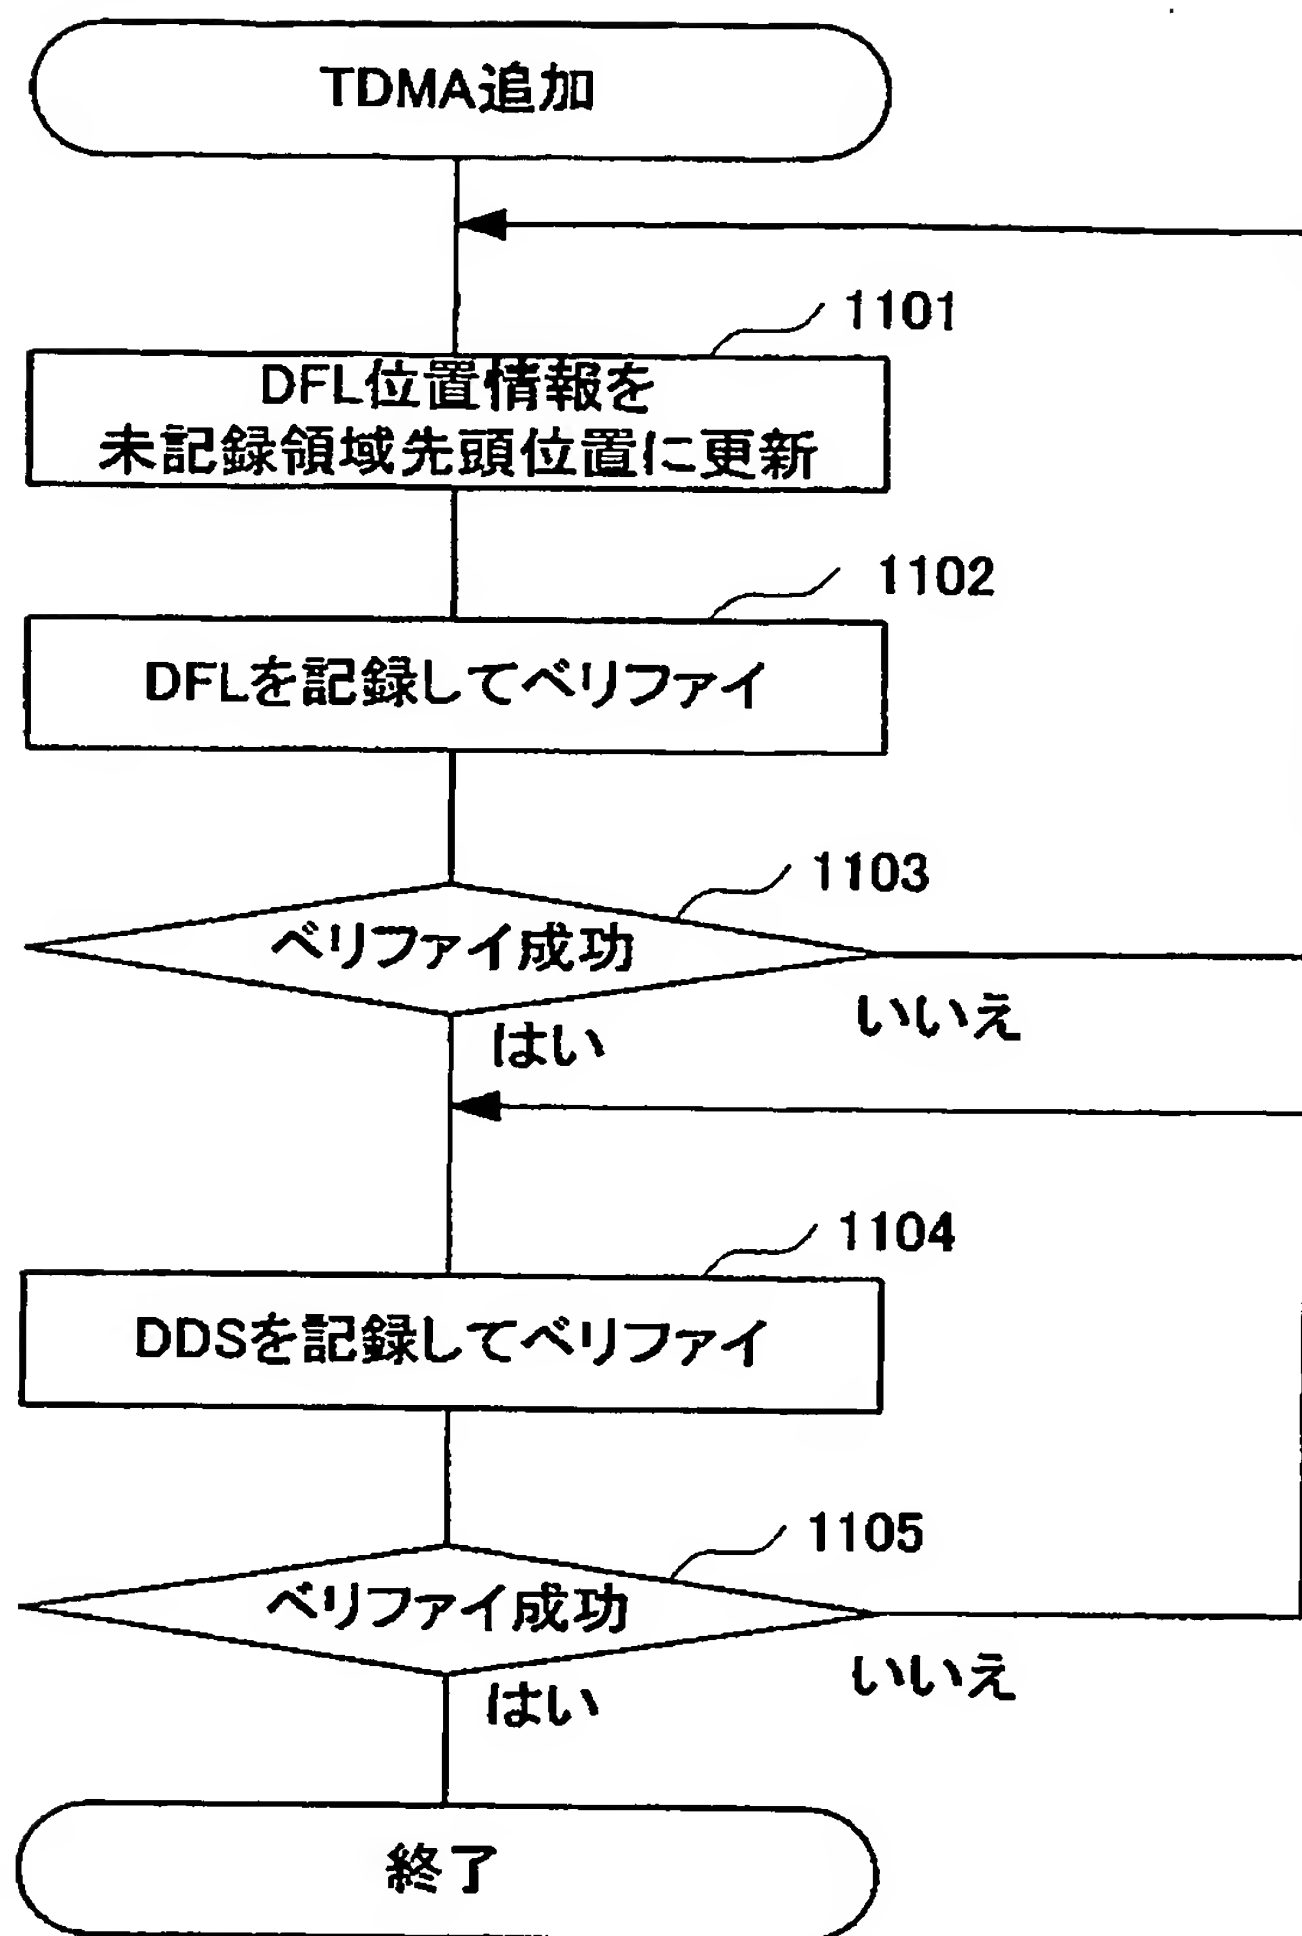 TDMA追加
1101
DFL位置情報を
未記録領域先頭位置に更新
1102
DFLを記録してベリファイ
1103
ベリファイ成功
いいえ
はい
1104
DDSを記録してベリファイ
1105
ベリファイ成功
いいえ
はい
終了